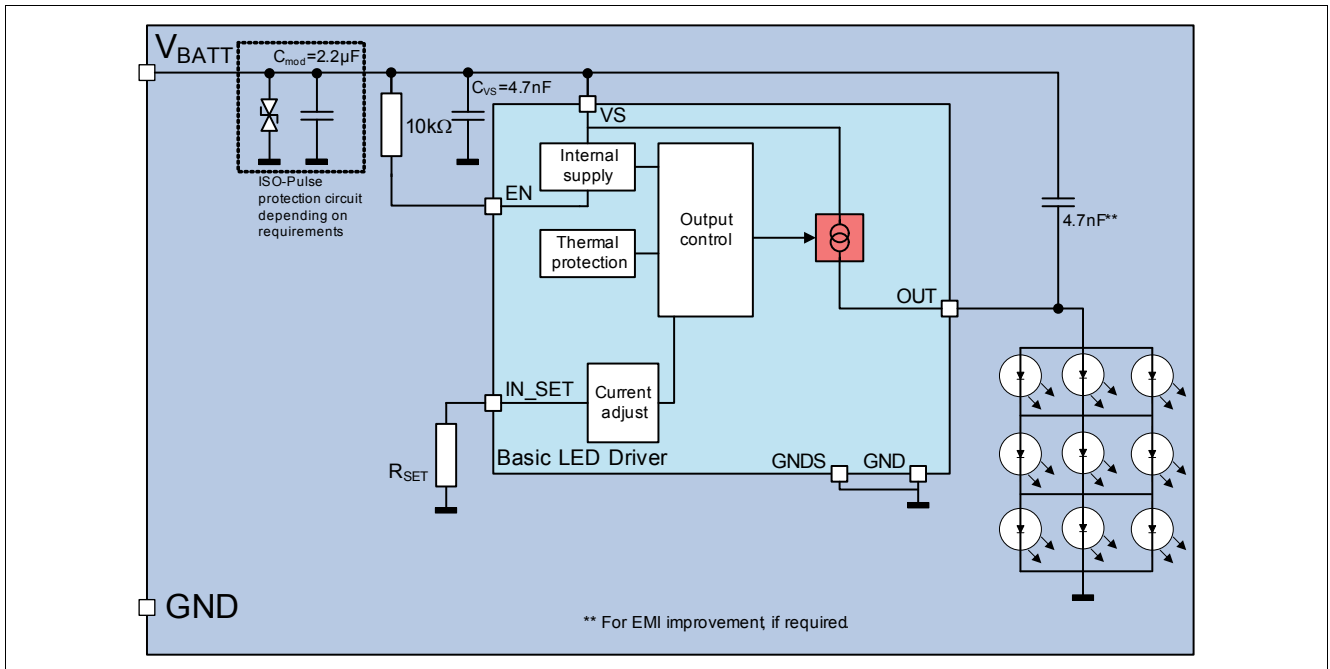 VBATT
Cmod=2.2µF
CVS=4.7nF
10kΩ
VS
ISO-Pulse
protection circuit
depending on
requirements
EN
Internal
supply
Output
control
Thermal
protection
4.7nF**
OUT
IN_SET
Current
adjust
RSET
Basic LED Driver
GNDS
GND
GND
** For EMI improvement, if required.